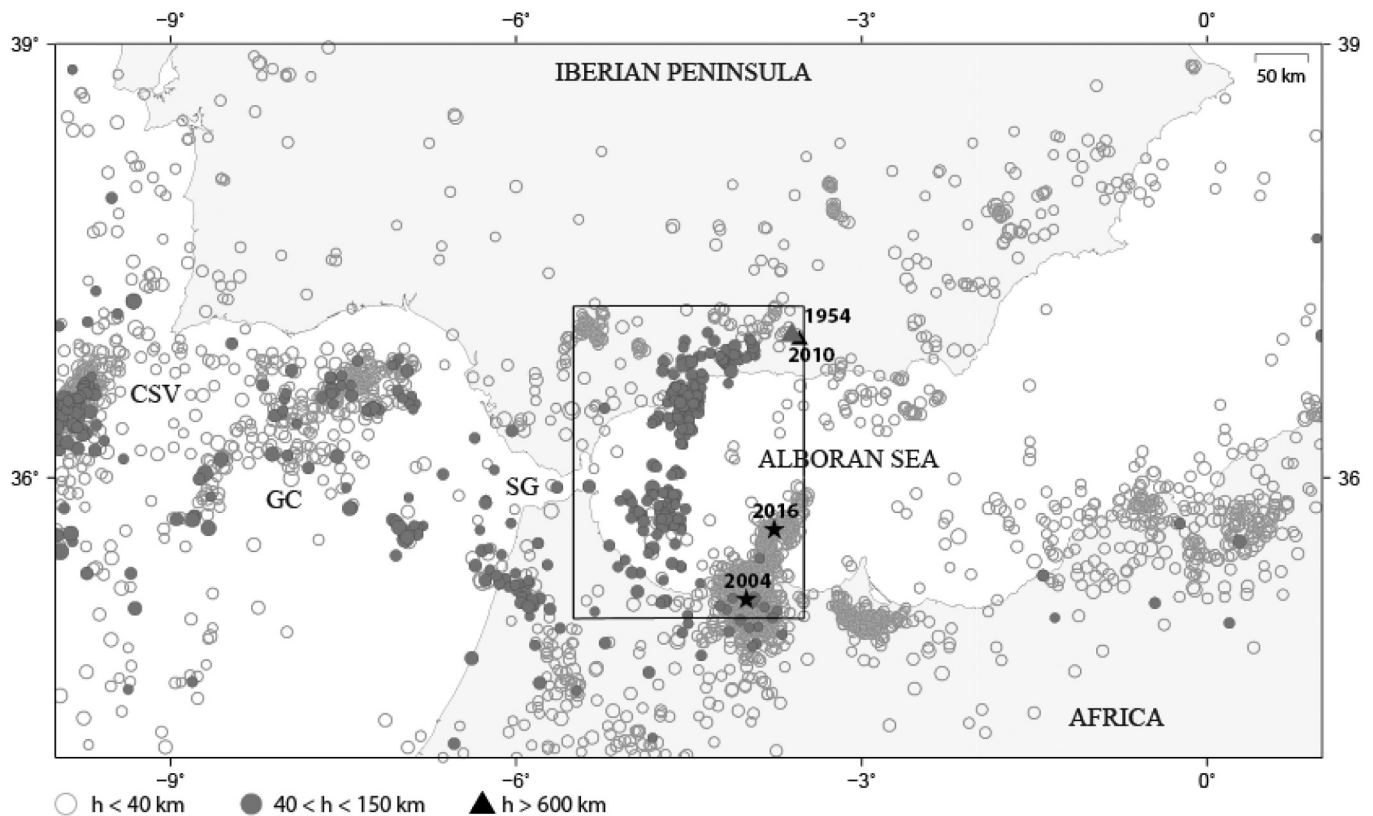 −9° −6° −3° 0°
39° 39
IBERIAN PENINSULA
50 km
1954
2010
CSV
ALBORAN SEA
36° 36
SG
GC
2016
2004
AFRICA
−9° −6° −3° 0°
h < 40 km 40 < h < 150 km h > 600 km